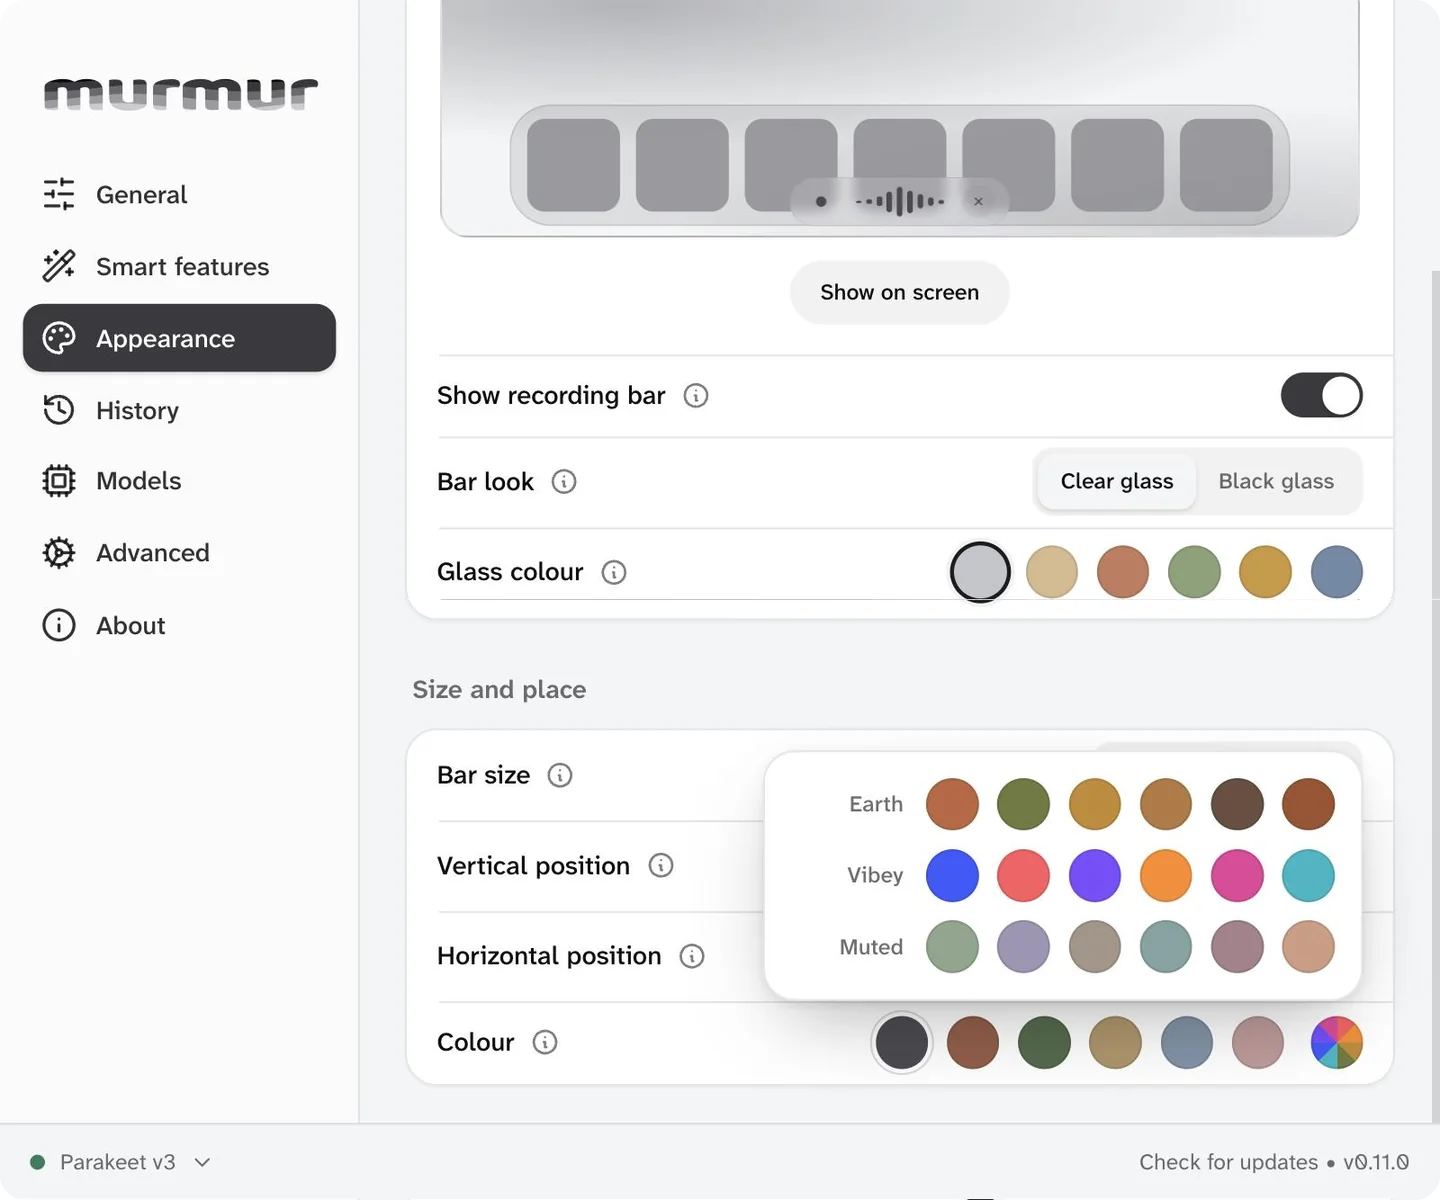 murmur
General
Smart features
Appearance
History
Models
Advanced
About
Show on screen
Show recording bar
Bar look
Clear glass
Black glass
Glass colour
Size and place
Bar size
Vertical position
Horizontal position
Earth
Vibey
Muted
Colour
Parakeet v3
Check for updates • v0.11.0